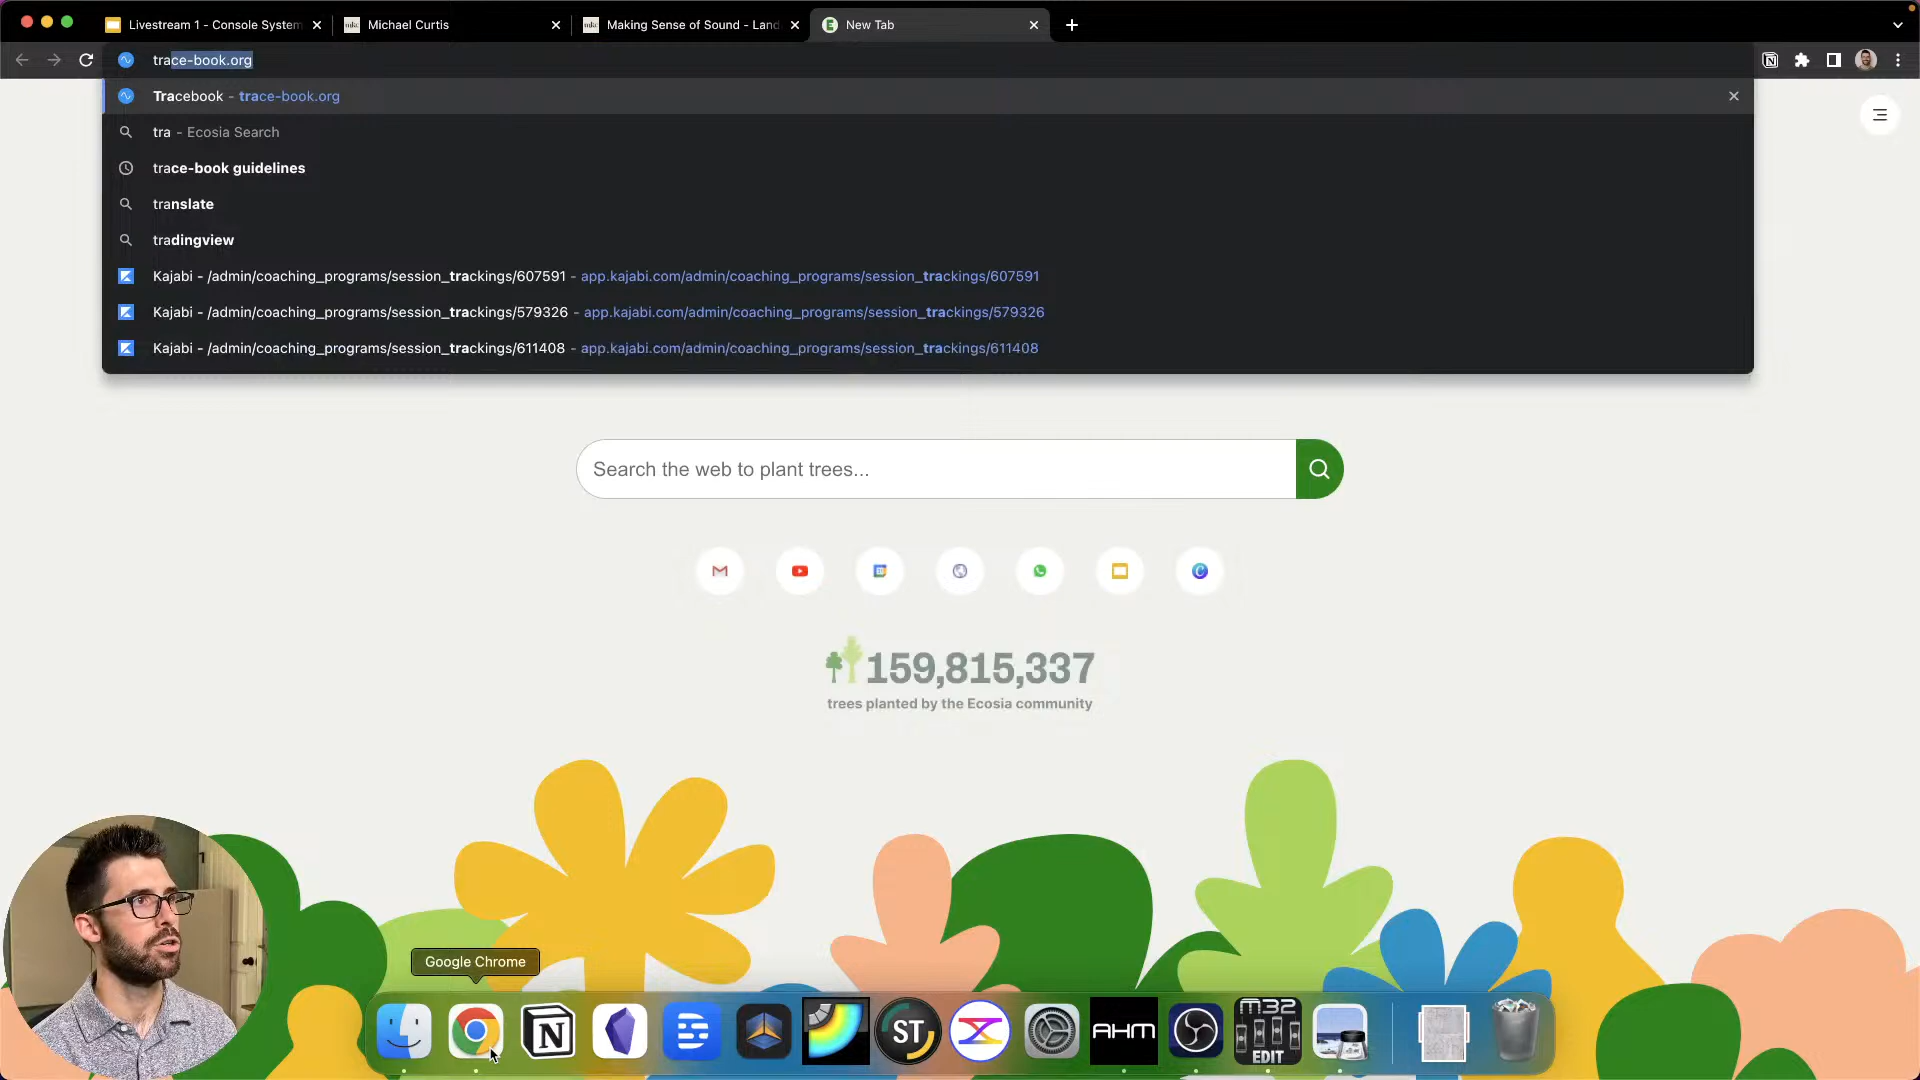 Livestream 1 - Console System
Michael Curtis
Making Sense of Sound - Land
New Tab
trace-book.org
Tracebook - trace-book.org
tra - Ecosia Search
trace-book guidelines
translate
tradingview
Kajabi - /admin/coaching_programs/session_trackings/607591 - app.kajabi.com/admin/coaching_programs/session_trackings/607591
Kajabi - /admin/coaching_programs/session_trackings/579326 - app.kajabi.com/admin/coaching_programs/session_trackings/579326
Kajabi - /admin/coaching_programs/session_trackings/611408 - app.kajabi.com/admin/coaching_programs/session_trackings/611408
Search the web to plant trees...
159,815,337
trees planted by the Ecosia community
Google Chrome
ST
AHM
M32
EDIT